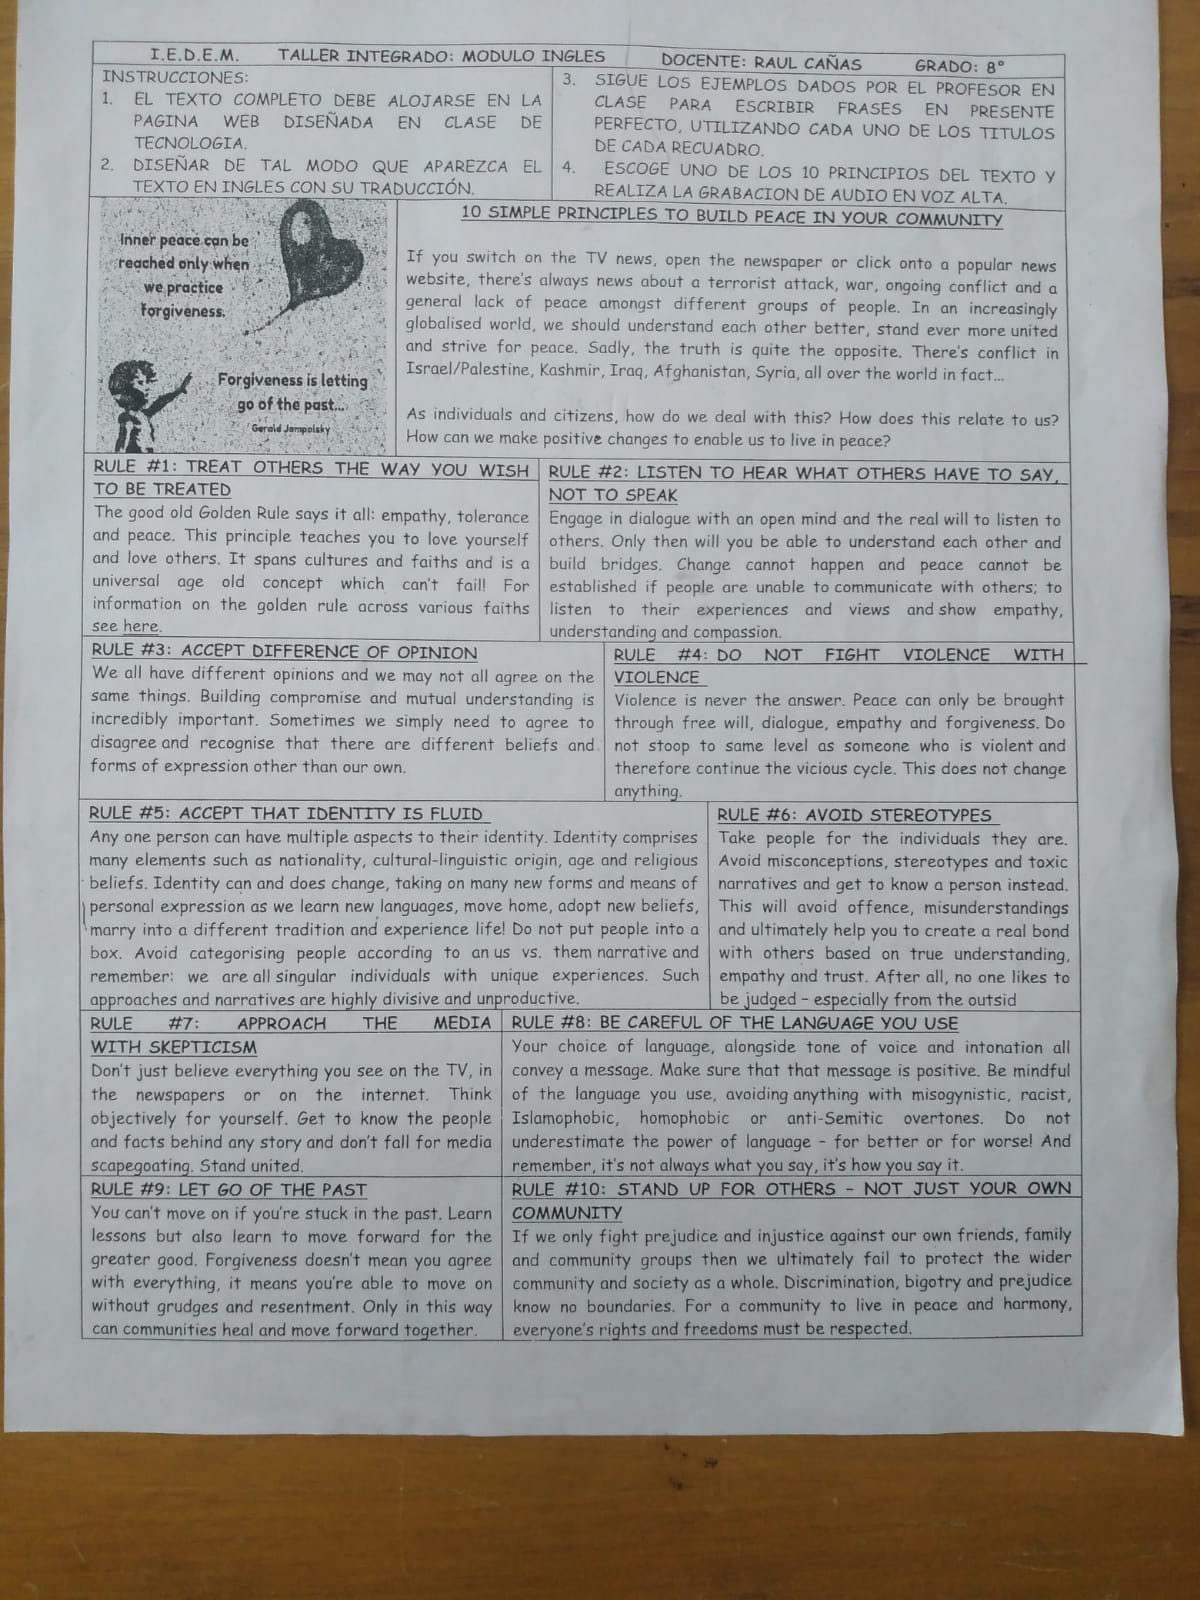 I.E.D.E.M. TALLER INTEGRADO: MODULO INGLES DOCENTE: RAUL CAÑAS GRADO: 8°
INSTRUCCIONES:
1. EL TEXTO COMPLETO DEBE ALOJARSE EN LA
PAGINA WEB DISEÑADA EN CLASE DE
TECNOLOGIA.
2. DISEÑAR DE TAL MODO QUE APAREZCA EL
TEXTO EN INGLES CON SU TRADUCCIÓN.
3. SIGUE LOS EJEMPLOS DADOS POR EL PROFESOR EN
CLASE PARA ESCRIBIR FRASES EN PRESENTE
PERFECTO, UTILIZANDO CADA UNO DE LOS TITULOS
DE CADA RECUADRO.
4. ESCOGE UNO DE LOS 10 PRINCIPIOS DEL TEXTO Y
REALIZA LA GRABACION DE AUDIO EN VOZ ALTA.
Inner peace can be
reached only when
we practice
forgiveness.
Forgiveness is letting
go of the past...
Gerald Jampolsky
10 SIMPLE PRINCIPLES TO BUILD PEACE IN YOUR COMMUNITY
If you switch on the TV news, open the newspaper or click onto a popular news
website, there's always news about a terrorist attack, war, ongoing conflict and a
general lack of peace amongst different groups of people. In an increasingly
globalised world, we should understand each other better, stand ever more united
and strive for peace. Sadly, the truth is quite the opposite. There's conflict in
Israel/Palestine, Kashmir, Iraq, Afghanistan, Syria, all over the world in fact...
As individuals and citizens, how do we deal with this? How does this relate to us?
How can we make positive changes to enable us to live in peace?
RULE #1: TREAT OTHERS THE WAY YOU WISH
TO BE TREATED
The good old Golden Rule says it all: empathy, tolerance
and peace. This principle teaches you to love yourself
and love others. It spans cultures and faiths and is a
universal age old concept which can't fail! For
information on the golden rule across various faiths
see here.
RULE #2: LISTEN TO HEAR WHAT OTHERS HAVE TO SAY,
NOT TO SPEAK
Engage in dialogue with an open mind and the real will to listen to
others. Only then will you be able to understand each other and
build bridges. Change cannot happen and peace cannot be
established if people are unable to communicate with others; to
listen to their experiences and views and show empathy,
understanding and compassion.
RULE #3: ACCEPT DIFFERENCE OF OPINION
We all have different opinions and we may not all agree on the
same things. Building compromise and mutual understanding is
incredibly important. Sometimes we simply need to agree to
disagree and recognise that there are different beliefs and
forms of expression other than our own.
RULE #4: DO NOT FIGHT VIOLENCE WITH
VIOLENCE
Violence is never the answer. Peace can only be brought
through free will, dialogue, empathy and forgiveness. Do
not stoop to same level as someone who is violent and
therefore continue the vicious cycle. This does not change
anything.
RULE #5: ACCEPT THAT IDENTITY IS FLUID
Any one person can have multiple aspects to their identity. Identity comprises
many elements such as nationality, cultural-linguistic origin, age and religious
beliefs. Identity can and does change, taking on many new forms and means of
personal expression as we learn new languages, move home, adopt new beliefs,
marry into a different tradition and experience life! Do not put people into a
box. Avoid categorising people according to an us vs. them narrative and
remember: we are all singular individuals with unique experiences. Such
approaches and narratives are highly divisive and unproductive.
RULE #6: AVOID STEREOTYPES
Take people for the individuals they are.
Avoid misconceptions, stereotypes and toxic
narratives and get to know a person instead.
This will avoid offence, misunderstandings
and ultimately help you to create a real bond
with others based on true understanding,
empathy and trust. After all, no one likes to
be judged – especially from the outsid
RULE #7: APPROACH THE MEDIA
WITH SKEPTICISM
Don't just believe everything you see on the TV, in
the newspapers or on the internet. Think
objectively for yourself. Get to know the people
and facts behind any story and don't fall for media
scapegoating. Stand united.
RULE #8: BE CAREFUL OF THE LANGUAGE YOU USE
Your choice of language, alongside tone of voice and intonation all
convey a message. Make sure that that message is positive. Be mindful
of the language you use, avoiding anything with misogynistic, racist,
Islamophobic, homophobic or anti-Semitic overtones. Do not
underestimate the power of language – for better or for worse! And
remember, it's not always what you say, it's how you say it.
RULE #9: LET GO OF THE PAST
You can't move on if you're stuck in the past. Learn
lessons but also learn to move forward for the
greater good. Forgiveness doesn't mean you agree
with everything, it means you're able to move on
without grudges and resentment. Only in this way
can communities heal and move forward together.
RULE #10: STAND UP FOR OTHERS – NOT JUST YOUR OWN
COMMUNITY
If we only fight prejudice and injustice against our own friends, family
and community groups then we ultimately fail to protect the wider
community and society as a whole. Discrimination, bigotry and prejudice
know no boundaries. For a community to live in peace and harmony,
everyone's rights and freedoms must be respected.